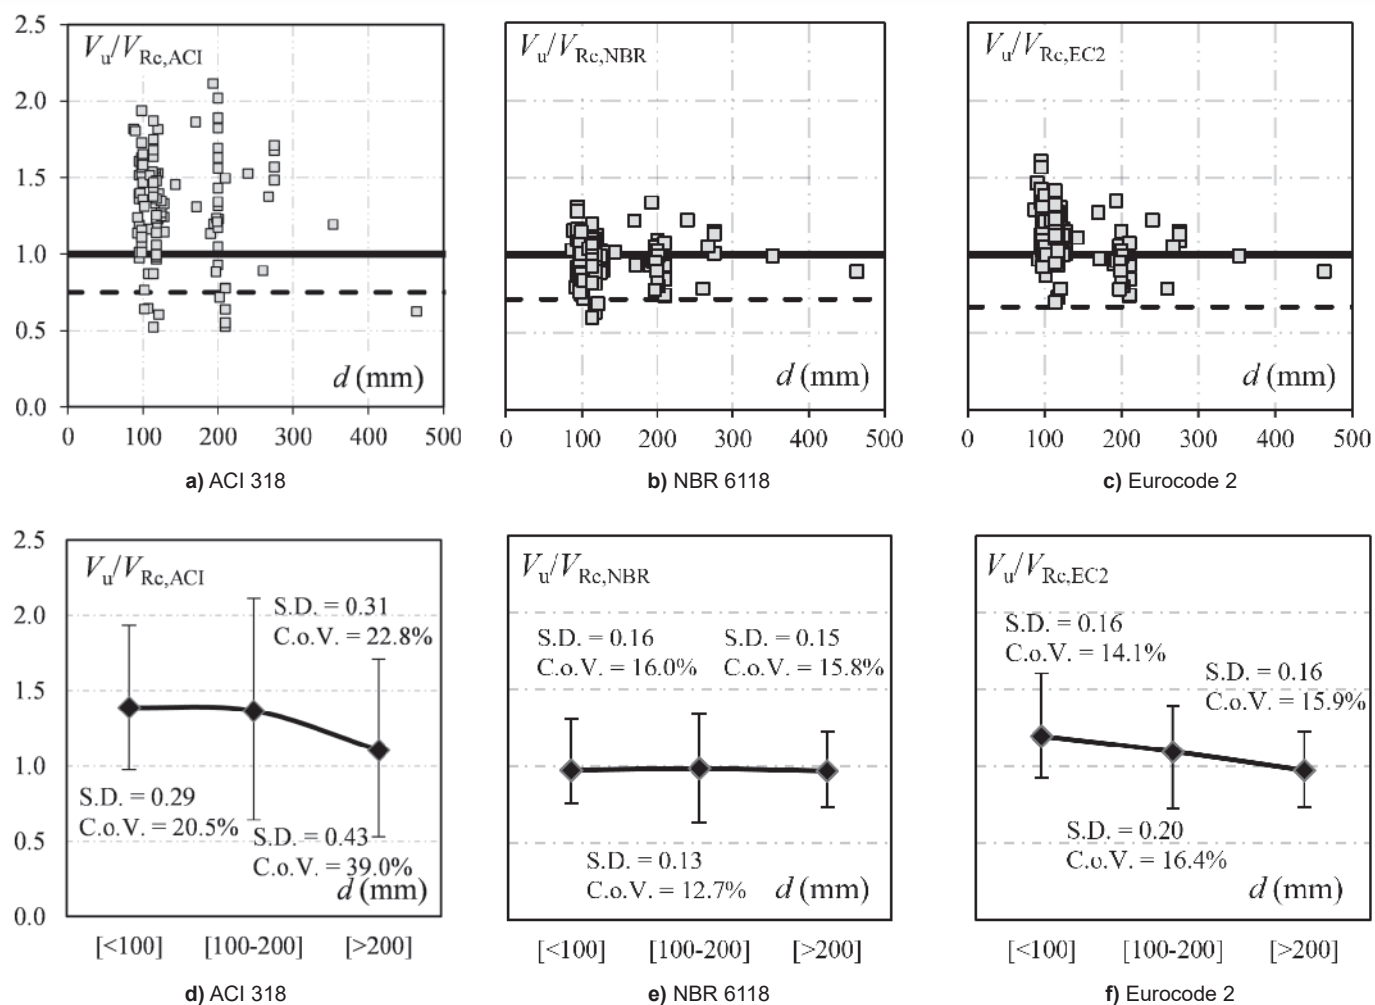 2.5
2.0
1.5
1.0
0.5
0.0
Vu/VRc,ACI
d (mm)
0 100 200 300 400 500
a) ACI 318
Vu/VRc,NBR
d (mm)
0 100 200 300 400 500
b) NBR 6118
Vu/VRc,EC2
d (mm)
0 100 200 300 400 500
c) Eurocode 2
2.5
2.0
1.5
1.0
0.5
0.0
Vu/VRc,ACI
S.D. = 0.31
C.o.V. = 22.8%
S.D. = 0.29
C.o.V. = 20.5%
S.D. = 0.43
C.o.V. = 39.0%
d (mm)
[<100] [100-200] [>200]
d) ACI 318
Vu/VRc,NBR
S.D. = 0.16
C.o.V. = 16.0%
S.D. = 0.15
C.o.V. = 15.8%
S.D. = 0.13
C.o.V. = 12.7%
d (mm)
[<100] [100-200] [>200]
e) NBR 6118
Vu/VRc,EC2
S.D. = 0.16
C.o.V. = 14.1%
S.D. = 0.16
C.o.V. = 15.9%
S.D. = 0.20
C.o.V. = 16.4%
d (mm)
[<100] [100-200] [>200]
f) Eurocode 2